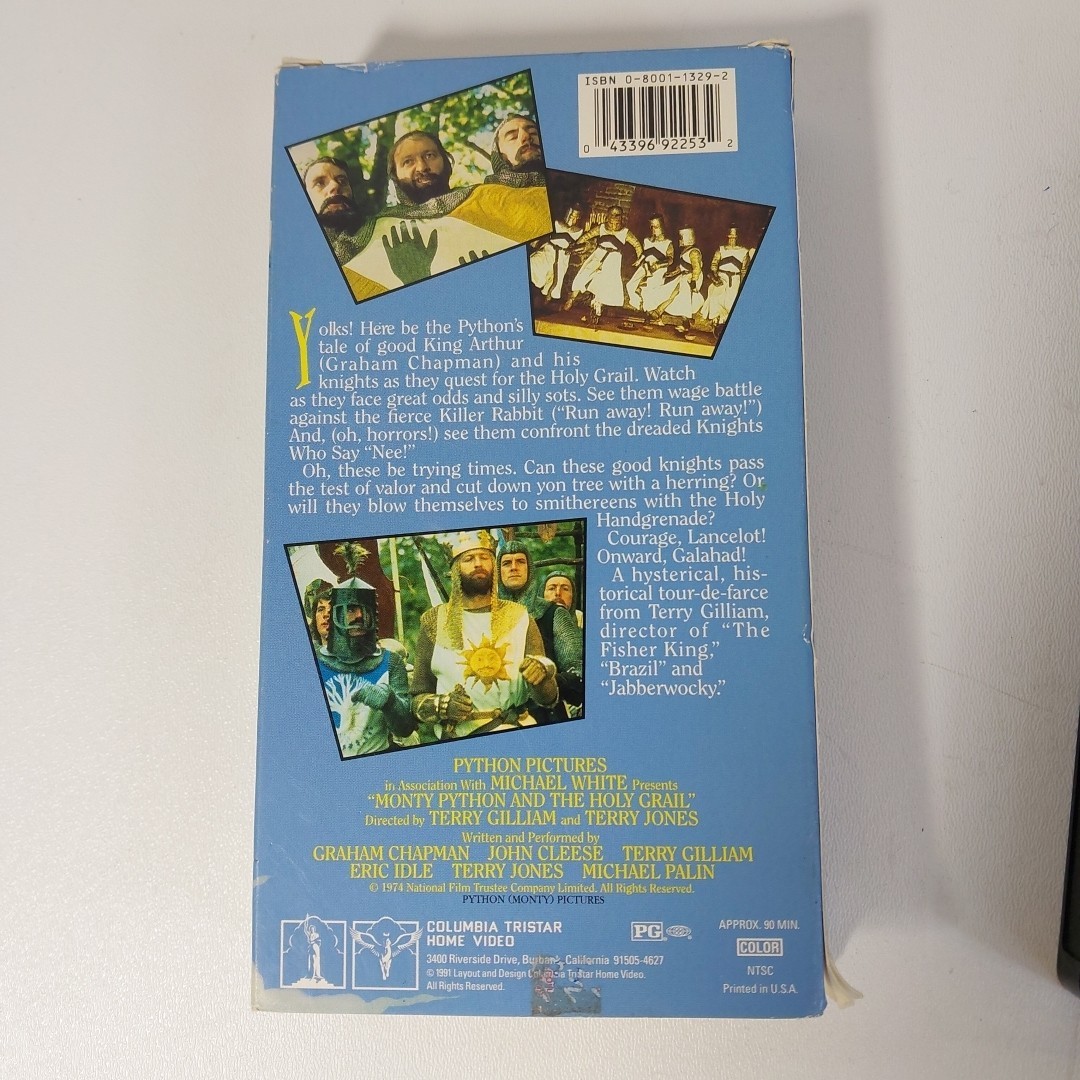 ISBN 0-8001-1329-2
0 43396 92253 2
Yolks! Here be the Python's
tale of good King Arthur
(Graham Chapman) and his
knights as they quest for the Holy Grail. Watch
as they face great odds and silly sots. See them wage battle
against the fierce Killer Rabbit (“Run away! Run away!”)
And, (oh, horrors!) see them confront the dreaded Knights
Who Say “Nee!”
Oh, these be trying times. Can these good knights pass
the test of valor and cut down yon tree with a herring? Or
will they blow themselves to smithereens with the Holy
Handgrenade?
Courage, Lancelot!
Onward, Galahad!
A hysterical, his-
torical tour-de-farce
from Terry Gilliam,
director of “The
Fisher King,”
“Brazil” and
“Jabberwocky.”
PYTHON PICTURES
in Association With MICHAEL WHITE Presents
“MONTY PYTHON AND THE HOLY GRAIL”
Directed by TERRY GILLIAM and TERRY JONES
Written and Performed by
GRAHAM CHAPMAN JOHN CLEESE TERRY GILLIAM
ERIC IDLE TERRY JONES MICHAEL PALIN
© 1974 National Film Trustee Company Limited. All Rights Reserved.
PYTHON (MONTY) PICTURES
COLUMBIA TRISTAR
HOME VIDEO
3400 Riverside Drive, Burbank, California 91505-4627
© 1991 Layout and Design Columbia Tristar Home Video.
All Rights Reserved.
PG
APPROX. 90 MIN.
COLOR
NTSC
Printed in U.S.A.